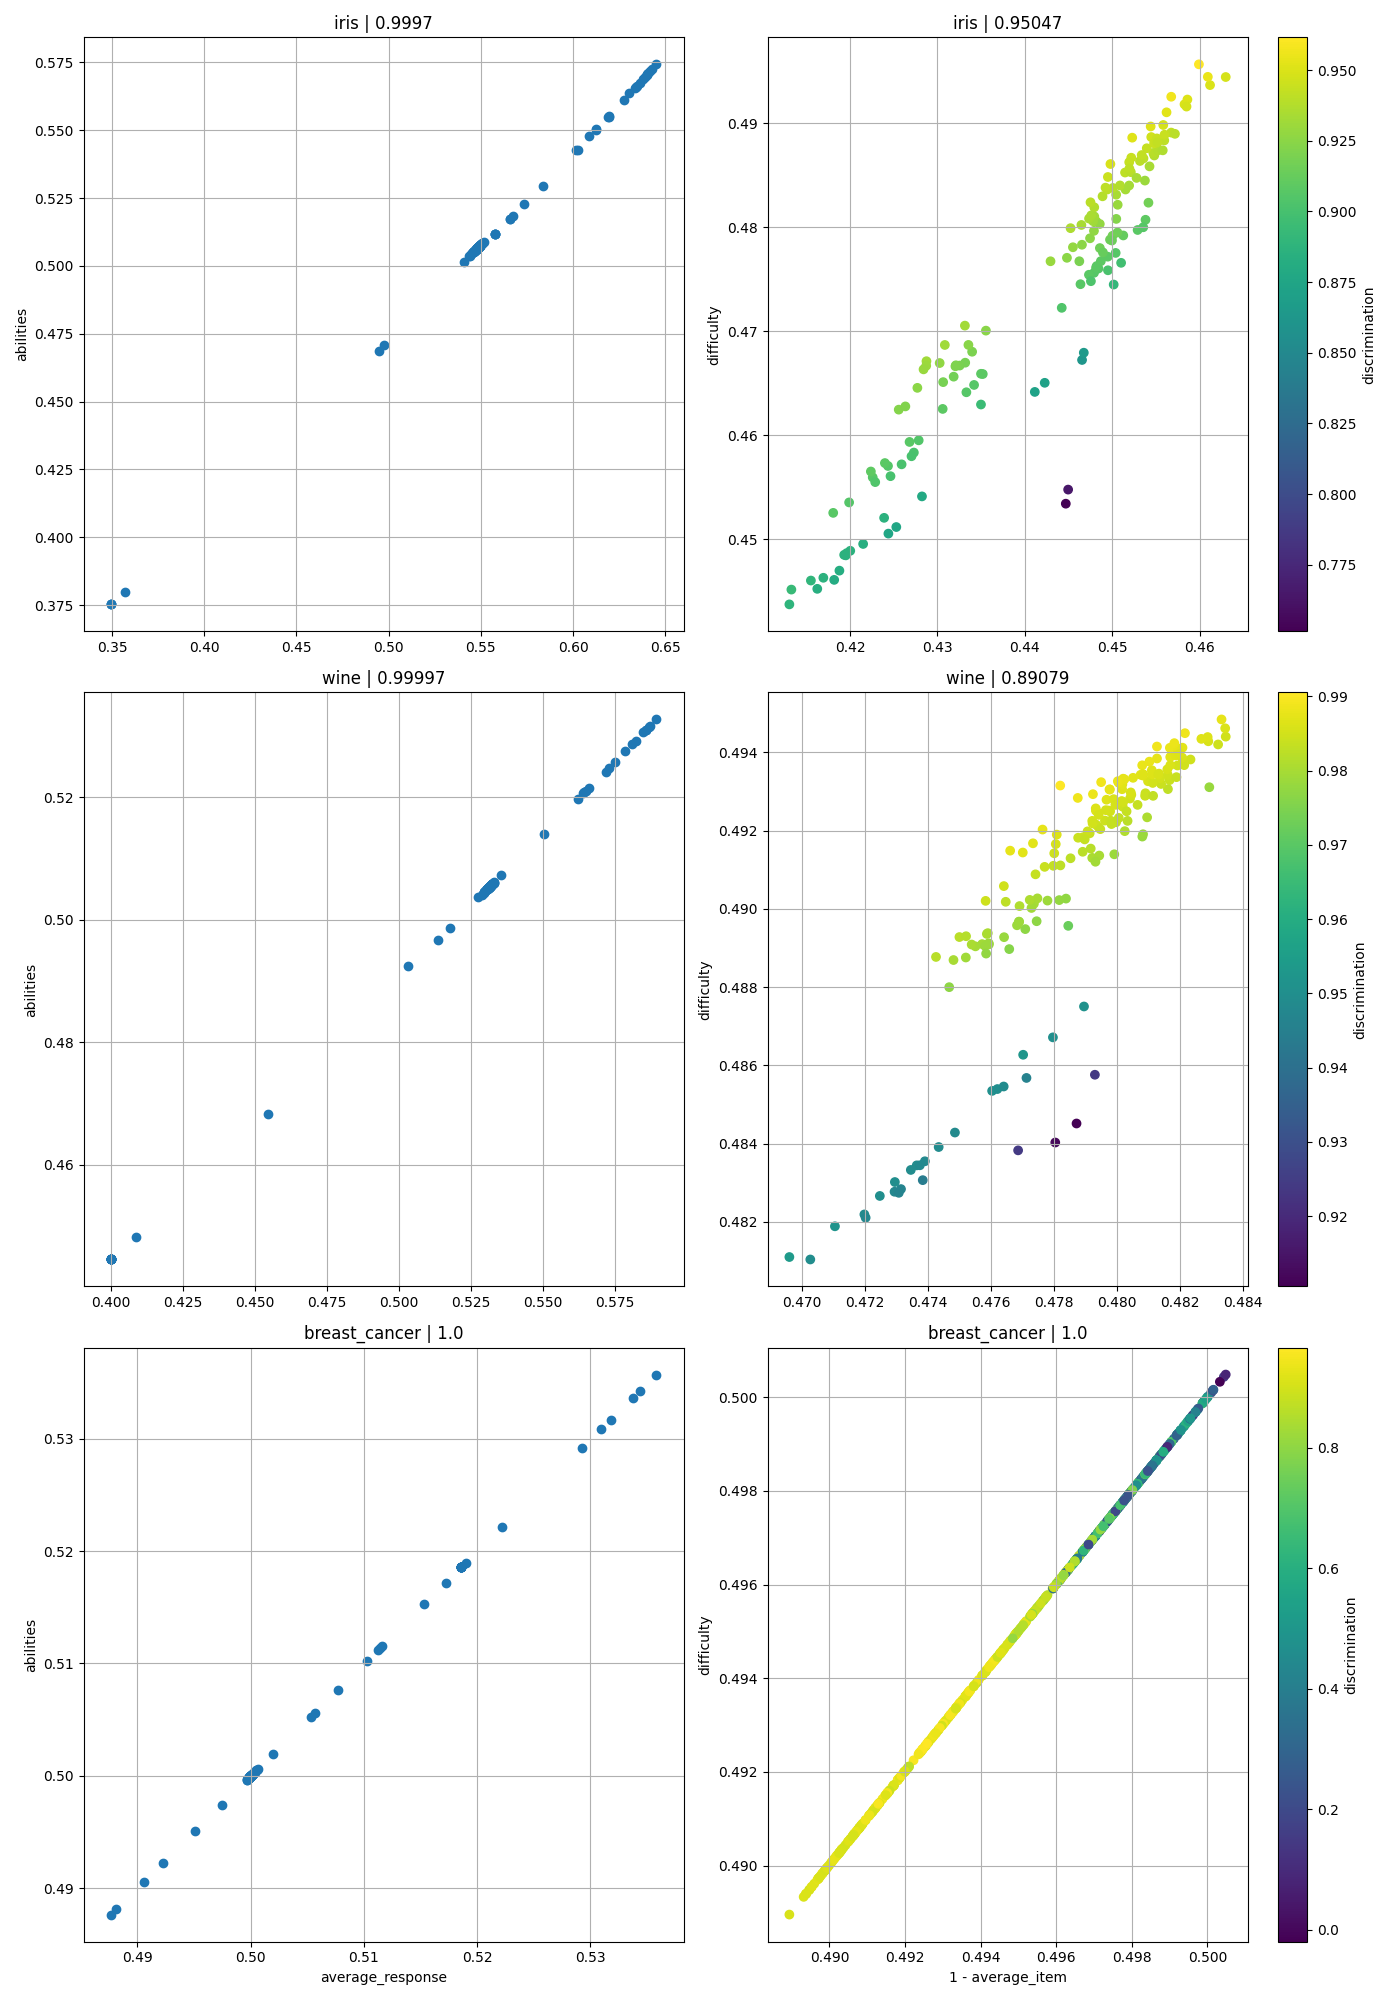 iris | 0.9997
abilities
0.575
0.550
0.525
0.500
0.475
0.450
0.425
0.400
0.375
0.35 0.40 0.45 0.50 0.55 0.60 0.65
iris | 0.95047
difficulty
0.49
0.48
0.47
0.46
0.45
0.42 0.43 0.44 0.45 0.46
0.950
0.925
0.900
0.875
0.850
0.825
0.800
0.775
discrimination
wine | 0.99997
abilities
0.52
0.50
0.48
0.46
0.400 0.425 0.450 0.475 0.500 0.525 0.550 0.575
wine | 0.89079
difficulty
0.494
0.492
0.490
0.488
0.486
0.484
0.482
0.470 0.472 0.474 0.476 0.478 0.480 0.482 0.484
0.99
0.98
0.97
0.96
0.95
0.94
0.93
0.92
discrimination
breast_cancer | 1.0
abilities
0.53
0.52
0.51
0.50
0.49
0.49 0.50 0.51 0.52 0.53
average_response
breast_cancer | 1.0
difficulty
0.500
0.498
0.496
0.494
0.492
0.490
0.490 0.492 0.494 0.496 0.498 0.500
1 - average_item
0.8
0.6
0.4
0.2
0.0
discrimination